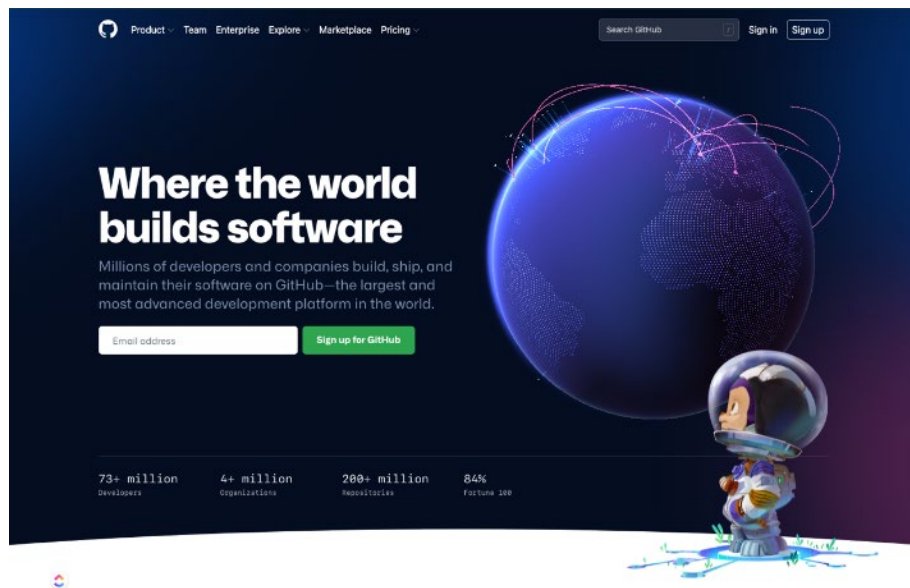 Product Team Enterprise Explore Marketplace Pricing Search GitHub / Sign in Sign up
Where the world
builds software
Millions of developers and companies build, ship, and
maintain their software on GitHub—the largest and
most advanced development platform in the world.
Email address Sign up for GitHub
73+ million 4+ million 200+ million 84%
Developers Organizations Repositories Fortune 100